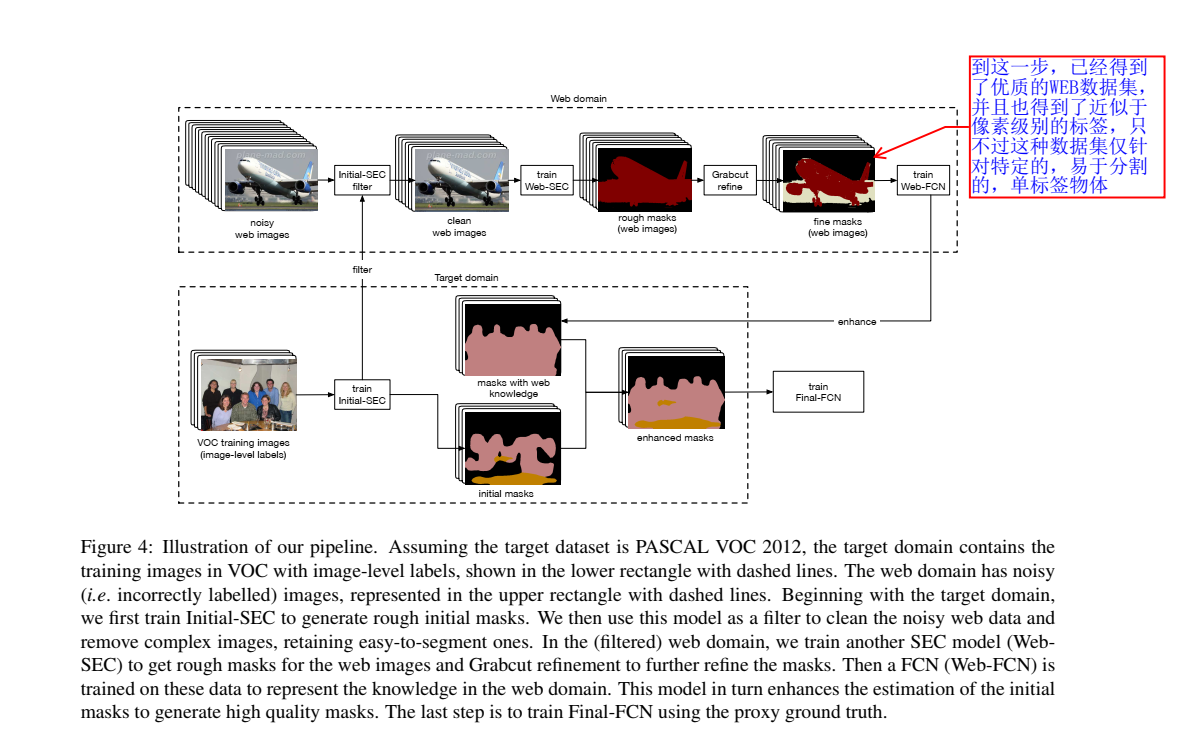 到这一步，已经得到
了优质的WEB数据集，
并且也得到了近似于
像素级别的标签，只
不过这种数据集仅针
对特定的，易于分割
的，单标签物体
Web domain
noisy
web images
Initial-SEC
filter
clean
web images
train
Web-SEC
rough masks
(web images)
Grabcut
refine
fine masks
(web images)
train
Web-FCN
filter
Target domain
enhance
VOC training images
(image-level labels)
train
Initial-SEC
masks with web
knowledge
initial masks
enhanced masks
train
Final-FCN
Figure 4: Illustration of our pipeline. Assuming the target dataset is PASCAL VOC 2012, the target domain contains the
training images in VOC with image-level labels, shown in the lower rectangle with dashed lines. The web domain has noisy
(i.e. incorrectly labelled) images, represented in the upper rectangle with dashed lines. Beginning with the target domain,
we first train Initial-SEC to generate rough initial masks. We then use this model as a filter to clean the noisy web data and
remove complex images, retaining easy-to-segment ones. In the (filtered) web domain, we train another SEC model (Web-
SEC) to get rough masks for the web images and Grabcut refinement to further refine the masks. Then a FCN (Web-FCN) is
trained on these data to represent the knowledge in the web domain. This model in turn enhances the estimation of the initial
masks to generate high quality masks. The last step is to train Final-FCN using the proxy ground truth.